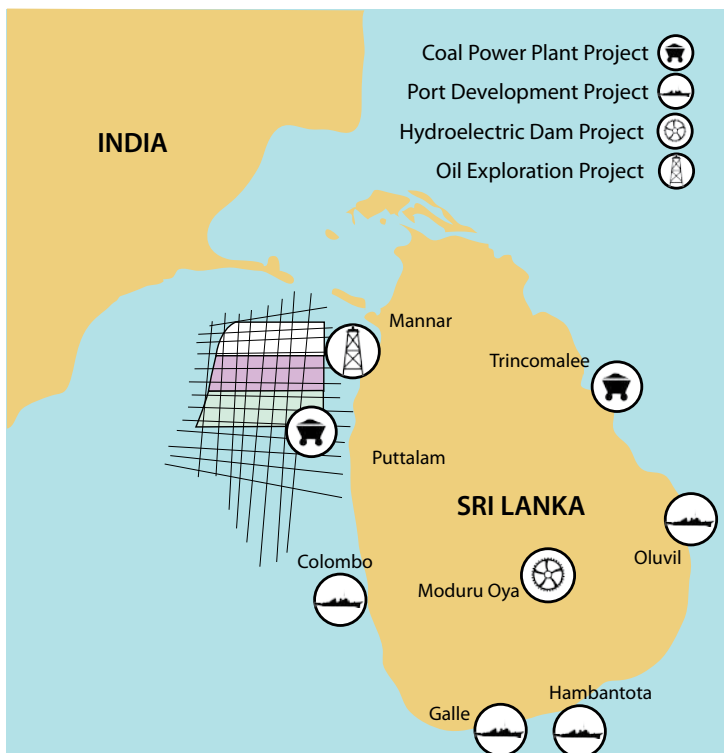 Coal Power Plant Project
Port Development Project
Hydroelectric Dam Project
Oil Exploration Project
INDIA
Mannar
Trincomalee
Puttalam
SRI LANKA
Oluvil
Colombo
Moduru Oya
Hambantota
Galle